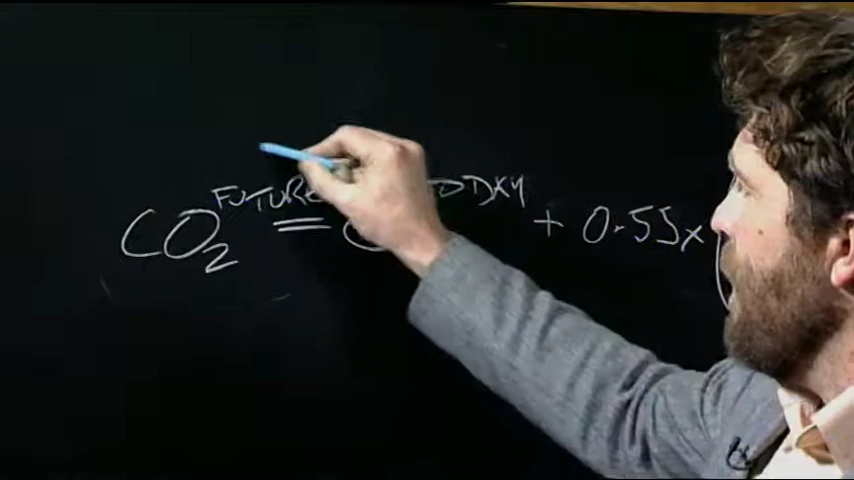 CO₂ FUTURE = C TODAY + 0.55x